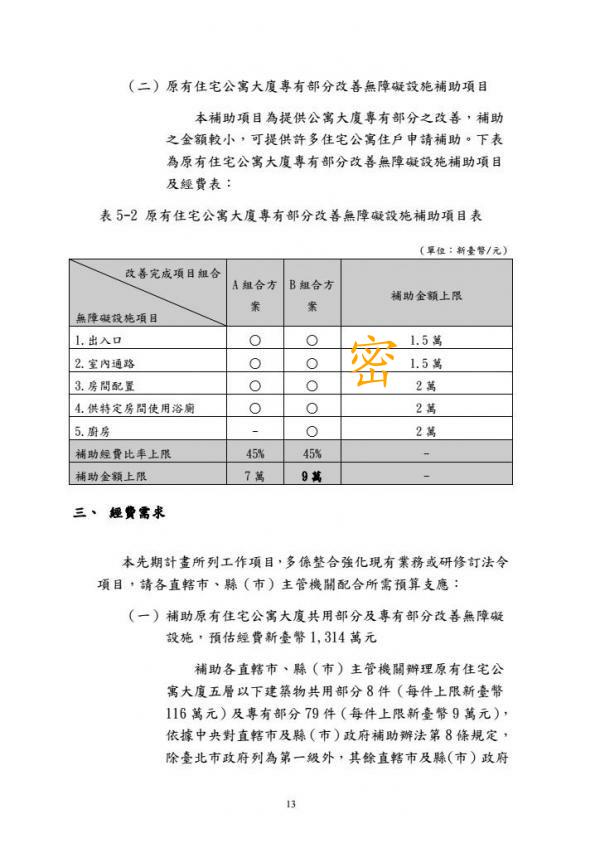 (二)原有住宅公寓大廈專有部分改善無障礙設施補助項目
本補助項目為提供公寓大廈專有部分之改善,補助
之金額較小,可提供許多住宅公寓住戶申請補助。下表
為原有住宅公寓大廈專有部分改善無障礙設施補助項目
及經費表:
表 5-2 原有住宅公寓大廈專有部分改善無障礙設施補助項目表
(單位:新臺幣/元)
改善完成項目組合
無障礙設施項目
A 組合方案
B 組合方案
補助金額上限
1.出入口 ○ ○ 1.5 萬
2.室內通路 ○ ○ 1.5 萬
3.房間配置 ○ ○ 2 萬
4.供特定房間使用浴廁 ○ ○ 2 萬
5.廚房 - ○ 2 萬
補助經費比率上限 45% 45% -
補助金額上限 7 萬 9 萬 -
密
三、 經費需求
本先期計畫所列工作項目,多係整合強化現有業務或研修訂法令
項目,請各直轄市、縣(市)主管機關配合所需預算支應:
(一)補助原有住宅公寓大廈共用部分及專有部分改善無障礙
設施,預估經費新臺幣 1,314 萬元
補助各直轄市、縣(市)主管機關辦理原有住宅公
寓大廈五層以下建築物共用部分 8 件(每件上限新臺幣
116 萬元)及專有部分 79 件(每件上限新臺幣 9 萬元),
依據中央對直轄市及縣(市)政府補助辦法第 8 條規定,
除臺北市政府列為第一級外,其餘直轄市及縣(市)政府
13